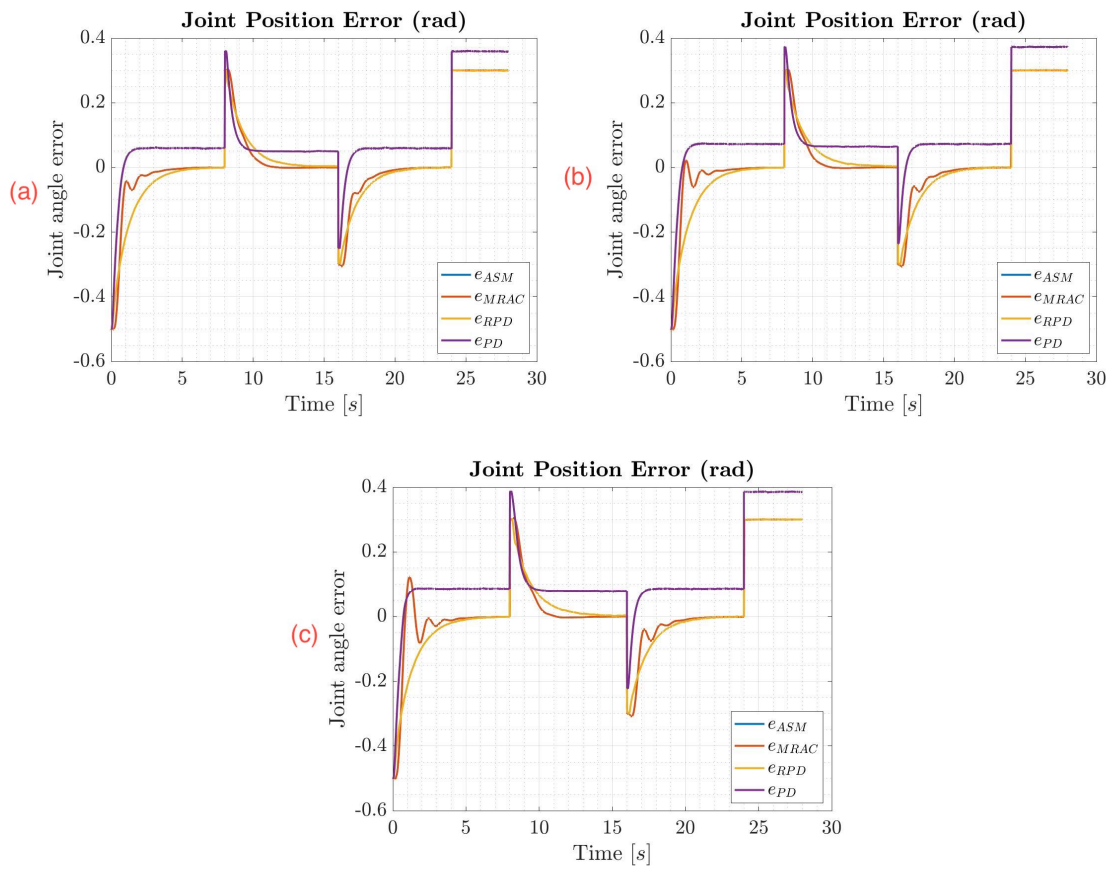 Joint Position Error (rad)
0.4
0.2
0
-0.2
-0.4
-0.6
Joint angle error
(a)
e_ASM
e_MRAC
e_RPD
e_PD
0 5 10 15 20 25 30
Time [s]
Joint Position Error (rad)
0.4
0.2
0
-0.2
-0.4
-0.6
Joint angle error
(b)
e_ASM
e_MRAC
e_RPD
e_PD
0 5 10 15 20 25 30
Time [s]
Joint Position Error (rad)
0.4
0.2
0
-0.2
-0.4
-0.6
Joint angle error
(c)
e_ASM
e_MRAC
e_RPD
e_PD
0 5 10 15 20 25 30
Time [s]